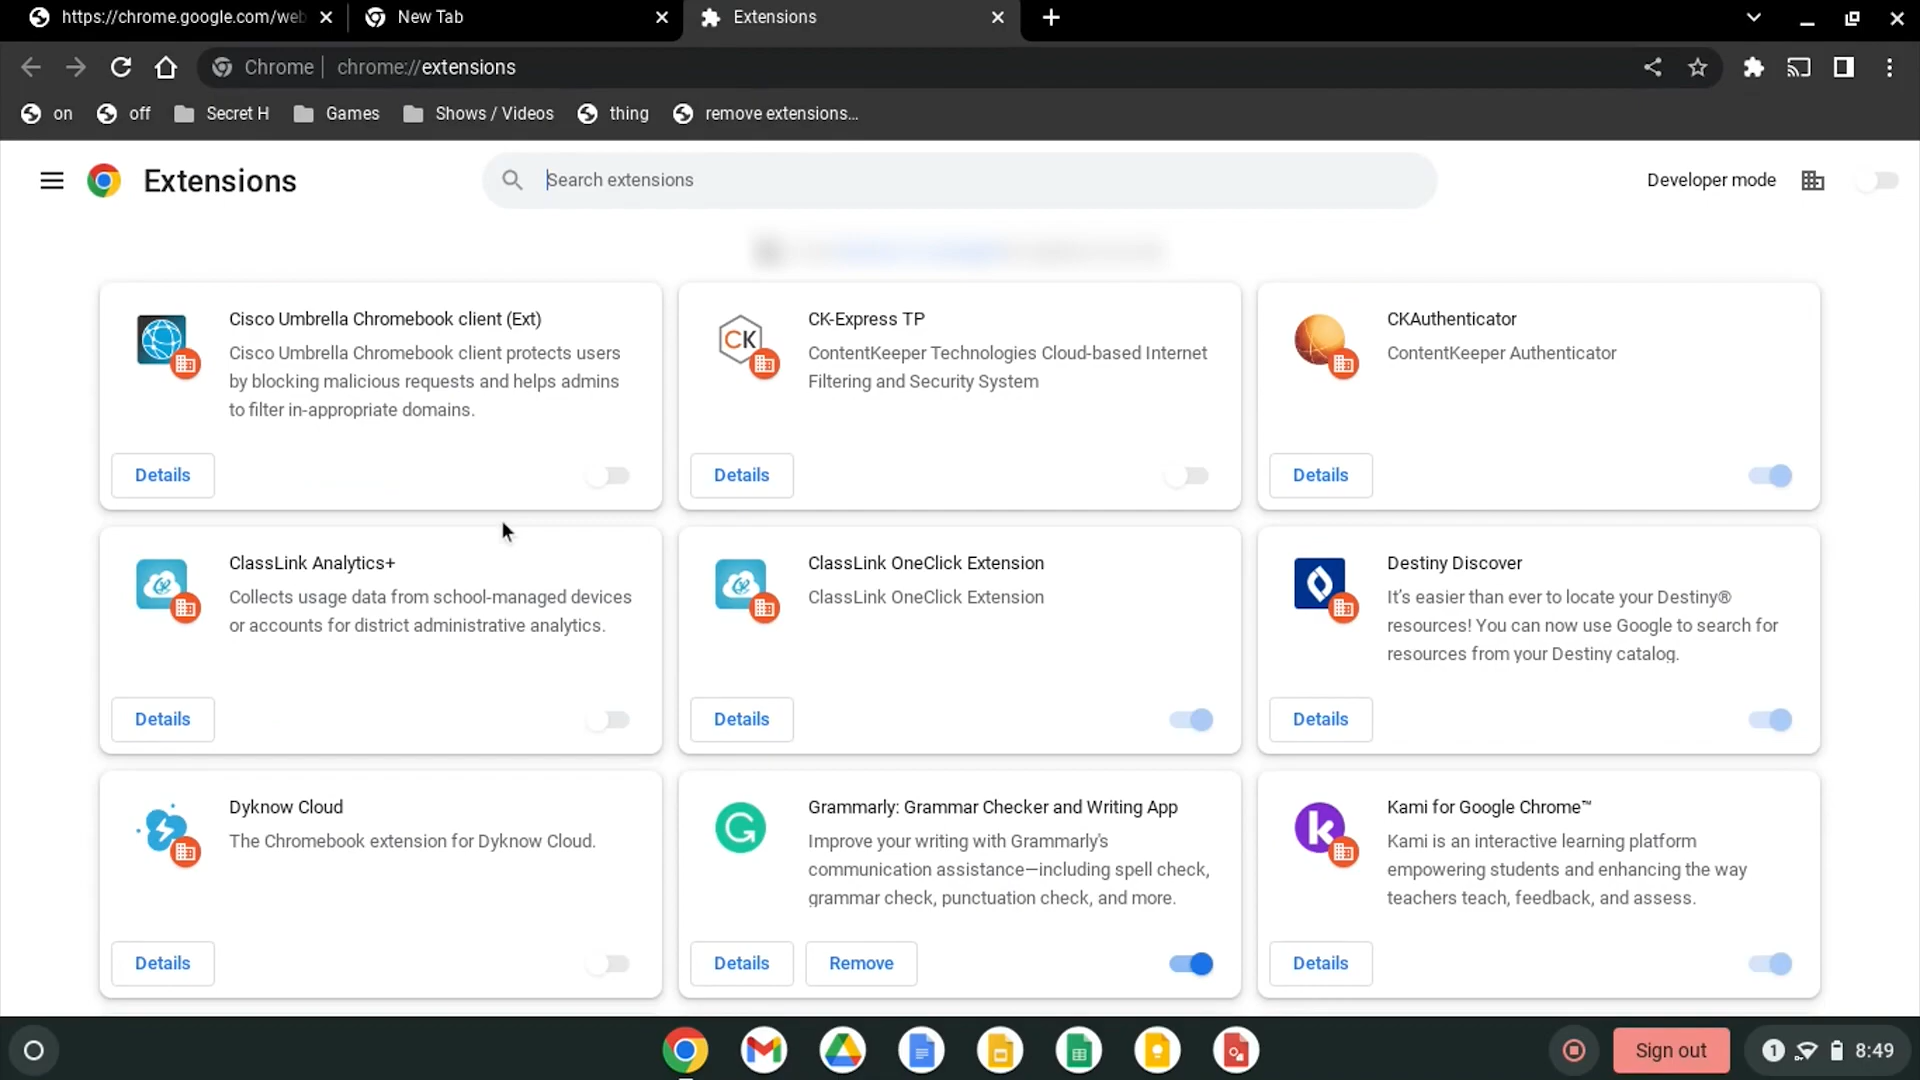 https://chrome.google.com/web
New Tab
Extensions
Chrome | chrome://extensions
on
off
Secret H
Games
Shows / Videos
thing
remove extensions...
Extensions
Search extensions
Developer mode
Cisco Umbrella Chromebook client (Ext)
Cisco Umbrella Chromebook client protects users
by blocking malicious requests and helps admins
to filter in-appropriate domains.
Details
CK
CK-Express TP
ContentKeeper Technologies Cloud-based Internet
Filtering and Security System
Details
CKAuthenticator
ContentKeeper Authenticator
Details
ClassLink Analytics+
Collects usage data from school-managed devices
or accounts for district administrative analytics.
Details
ClassLink OneClick Extension
ClassLink OneClick Extension
Details
Destiny Discover
It's easier than ever to locate your Destiny®
resources! You can now use Google to search for
resources from your Destiny catalog.
Details
Dyknow Cloud
The Chromebook extension for Dyknow Cloud.
Details
Grammarly: Grammar Checker and Writing App
Improve your writing with Grammarly's
communication assistance—including spell check,
grammar check, punctuation check, and more.
Details
Remove
k
Kami for Google Chrome™
Kami is an interactive learning platform
empowering students and enhancing the way
teachers teach, feedback, and assess.
Details
Sign out
1
8:49